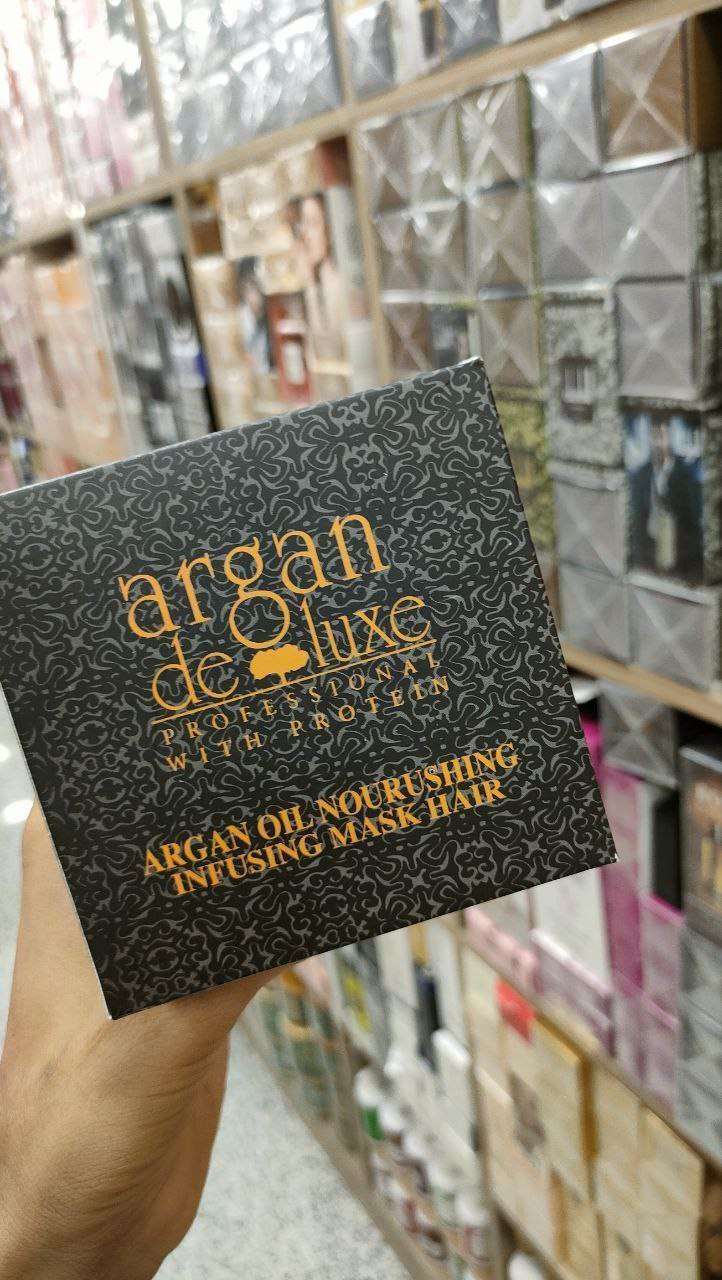 argan
de luxe
PROFESSIONAL
WITH PROTEIN
ARGAN OIL NOURUSHING
INFUSING MASK HAIR